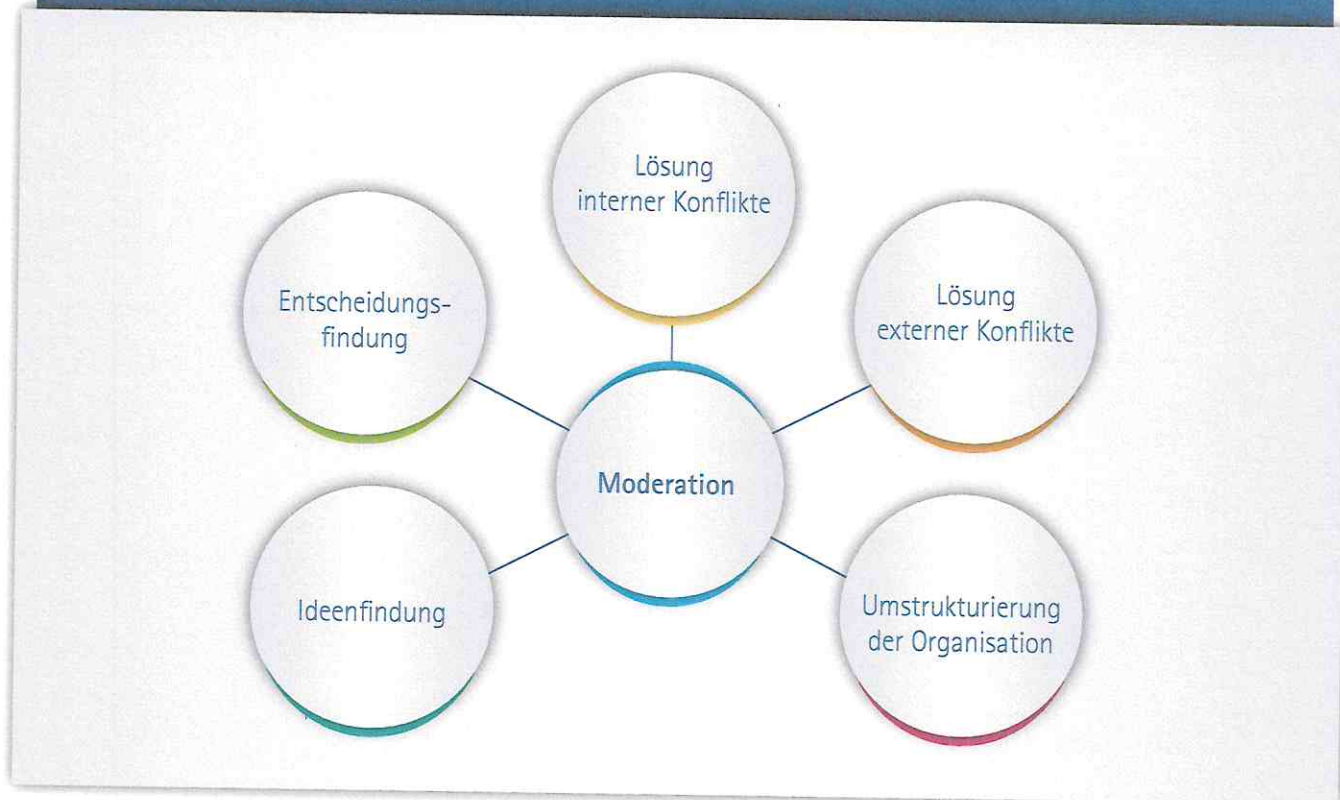 Lösung
interner Konflikte
Entscheidungs-
findung
Lösung
externer Konflikte
Moderation
Ideenfindung
Umstrukturierung
der Organisation